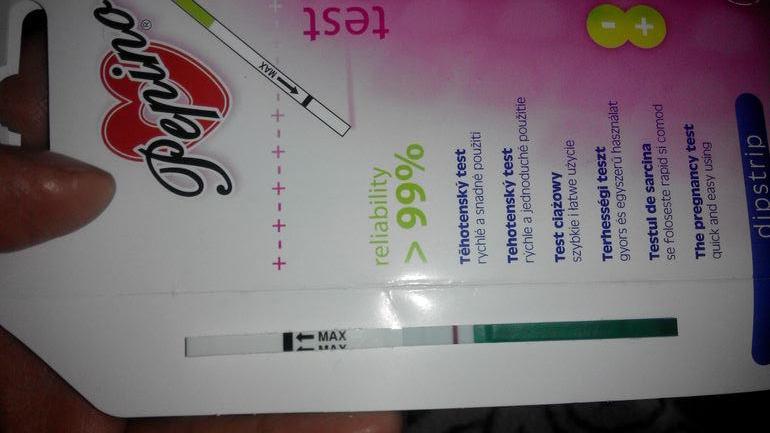 Pepino®
test
MAX
- +
reliability
> 99%
Těhotenský test
rychlé a snadné použití
Tehotenský test
rýchle a jednoduché použitie
Test ciążowy
szybkie i łatwe użycie
Terhességi teszt
gyors és egyszerű használat
Testul de sarcina
se foloseste rapid si comod
The pregnancy test
quick and easy using
dipstrip
MAX
MAX